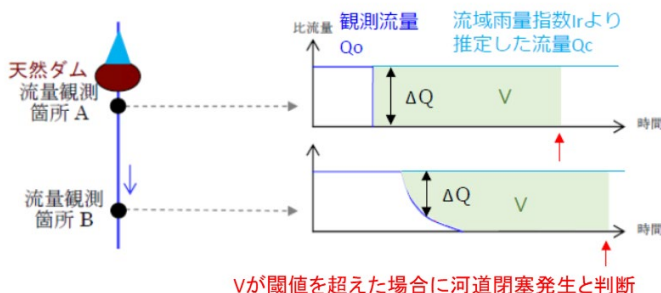 比流量
観測流量
Qo
流域雨量指数Irより
推定した流量Qc
天然ダム
流量観測
箇所 A
ΔQ
V
時間
流量観測
箇所 B
ΔQ
V
時間
Vが閾値を超えた場合に河道閉塞発生と判断